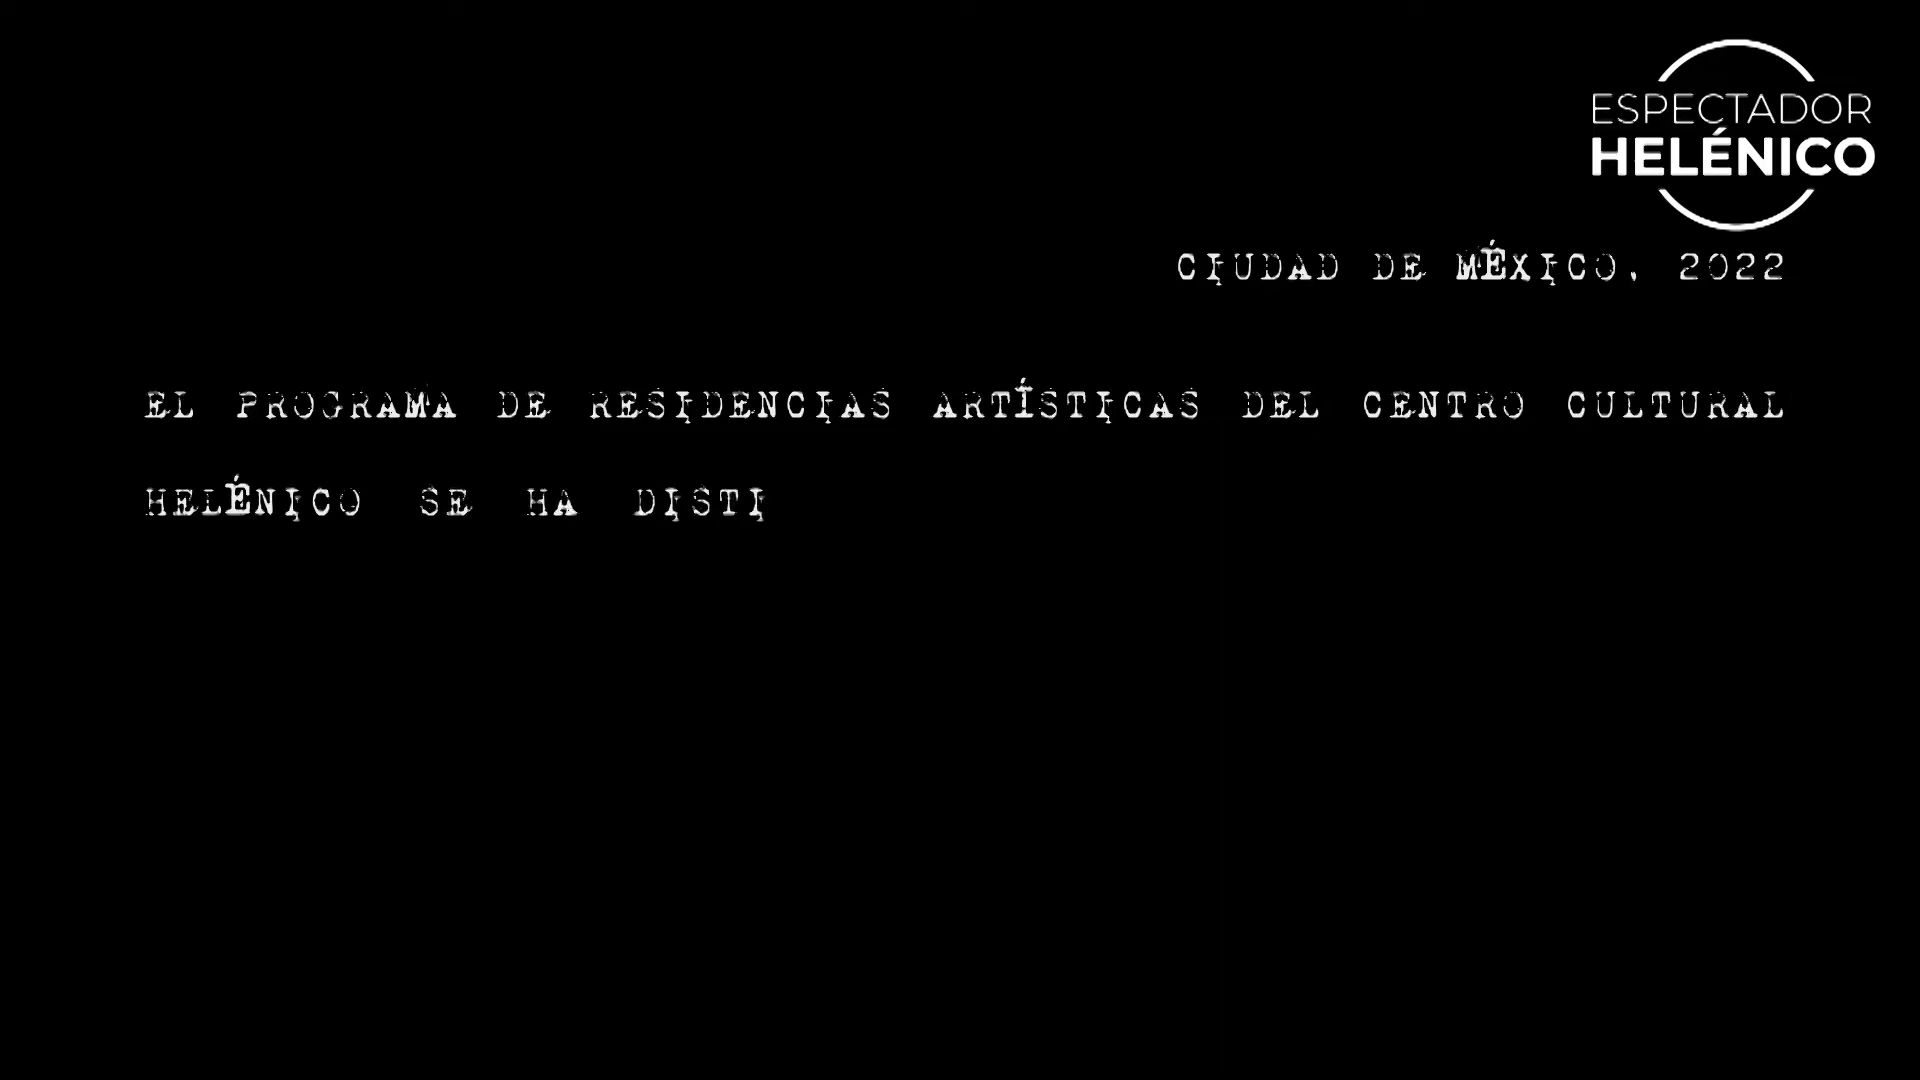 ESPECTADOR
HELÉNICO
CIUDAD DE MÉXICO, 2022
EL PROGRAMA DE RESIDENCIAS ARTÍSTICAS DEL CENTRO CULTURAL
HELÉNICO SE HA DISTI